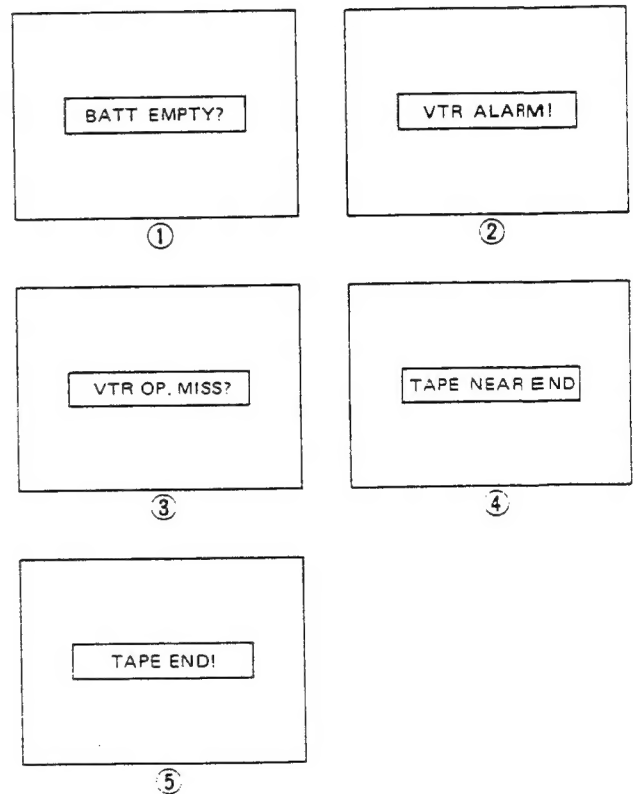 BATT EMPTY?
①
VTR ALARM!
②
VTR OP. MISS?
③
TAPE NEAR END
④
TAPE END!
⑤